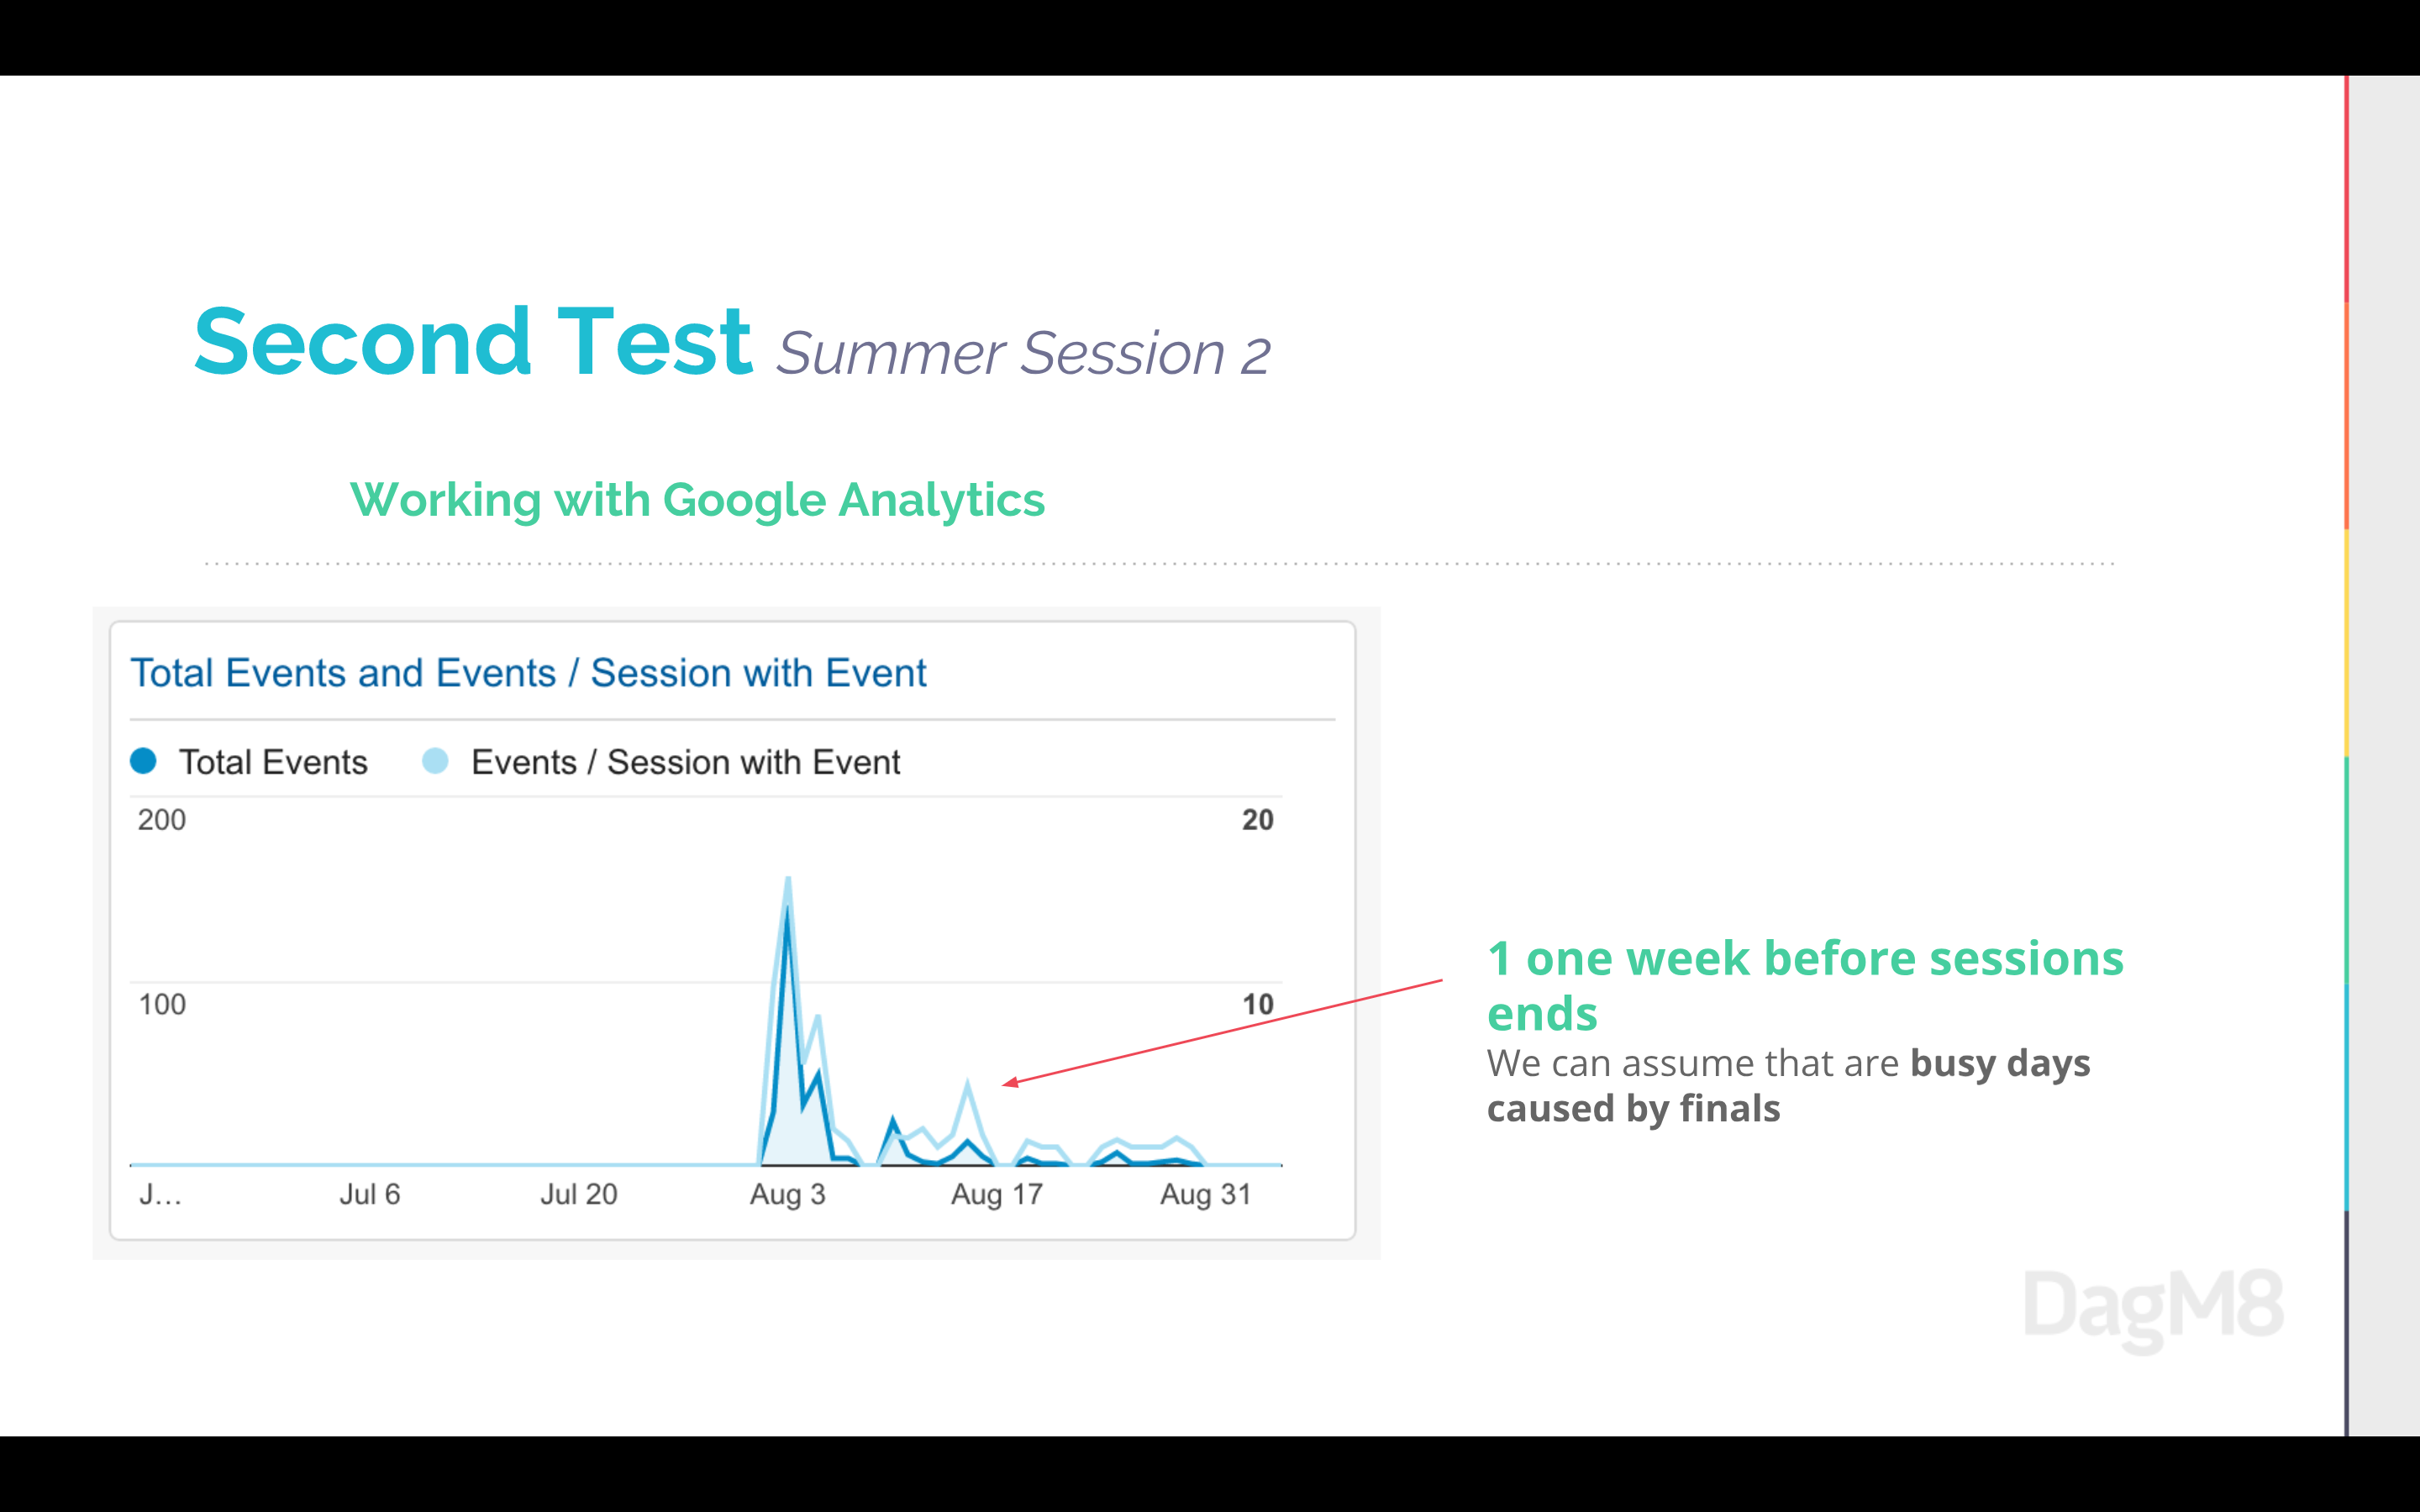 Second Test Summer Session 2
Working with Google Analytics
Total Events and Events / Session with Event
Total Events Events / Session with Event
200 20
100 10
J... Jul 6 Jul 20 Aug 3 Aug 17 Aug 31
1 one week before sessions
ends
We can assume that are busy days
caused by finals
DagM8